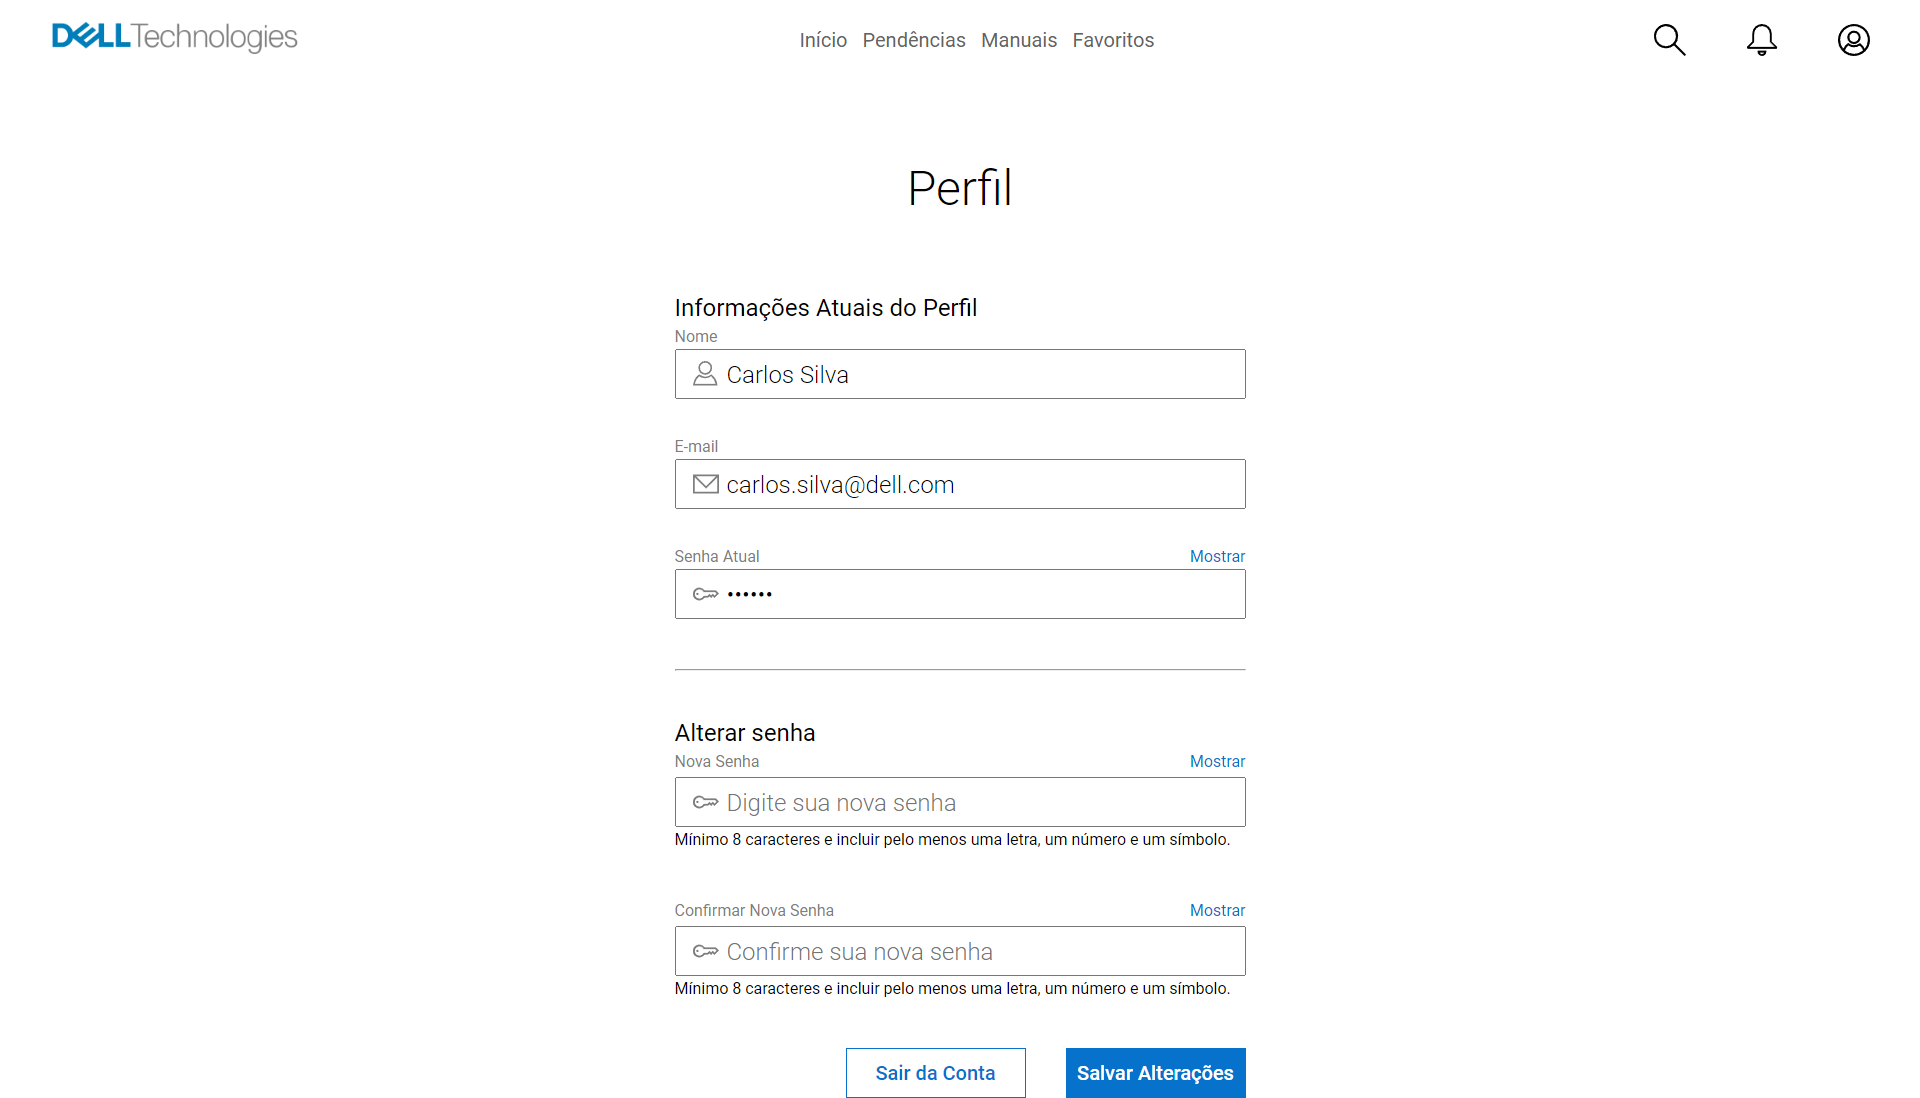 DELLTechnologies
Início Pendências Manuais Favoritos
Perfil
Informações Atuais do Perfil
Nome
Carlos Silva
E-mail
carlos.silva@dell.com
Senha Atual Mostrar
••••••
Alterar senha
Nova Senha Mostrar
Digite sua nova senha
Mínimo 8 caracteres e incluir pelo menos uma letra, um número e um símbolo.
Confirmar Nova Senha Mostrar
Confirme sua nova senha
Mínimo 8 caracteres e incluir pelo menos uma letra, um número e um símbolo.
Sair da Conta Salvar Alterações